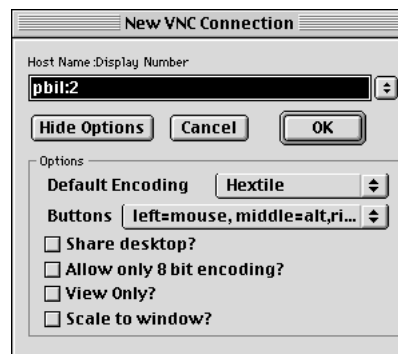 New VNC Connection
Host Name :Display Number
pbil:2
Hide Options Cancel OK
Options
Default Encoding Hextile
Buttons left=mouse, middle=alt,ri...
Share desktop?
Allow only 8 bit encoding?
View Only?
Scale to window?